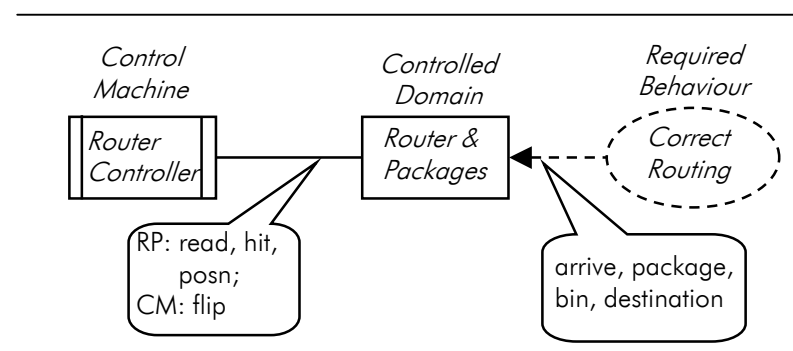 Control
Machine
Controlled
Domain
Required
Behaviour
Router
Controller
Router &
Packages
Correct
Routing
RP: read, hit,
posn;
CM: flip
arrive, package,
bin, destination